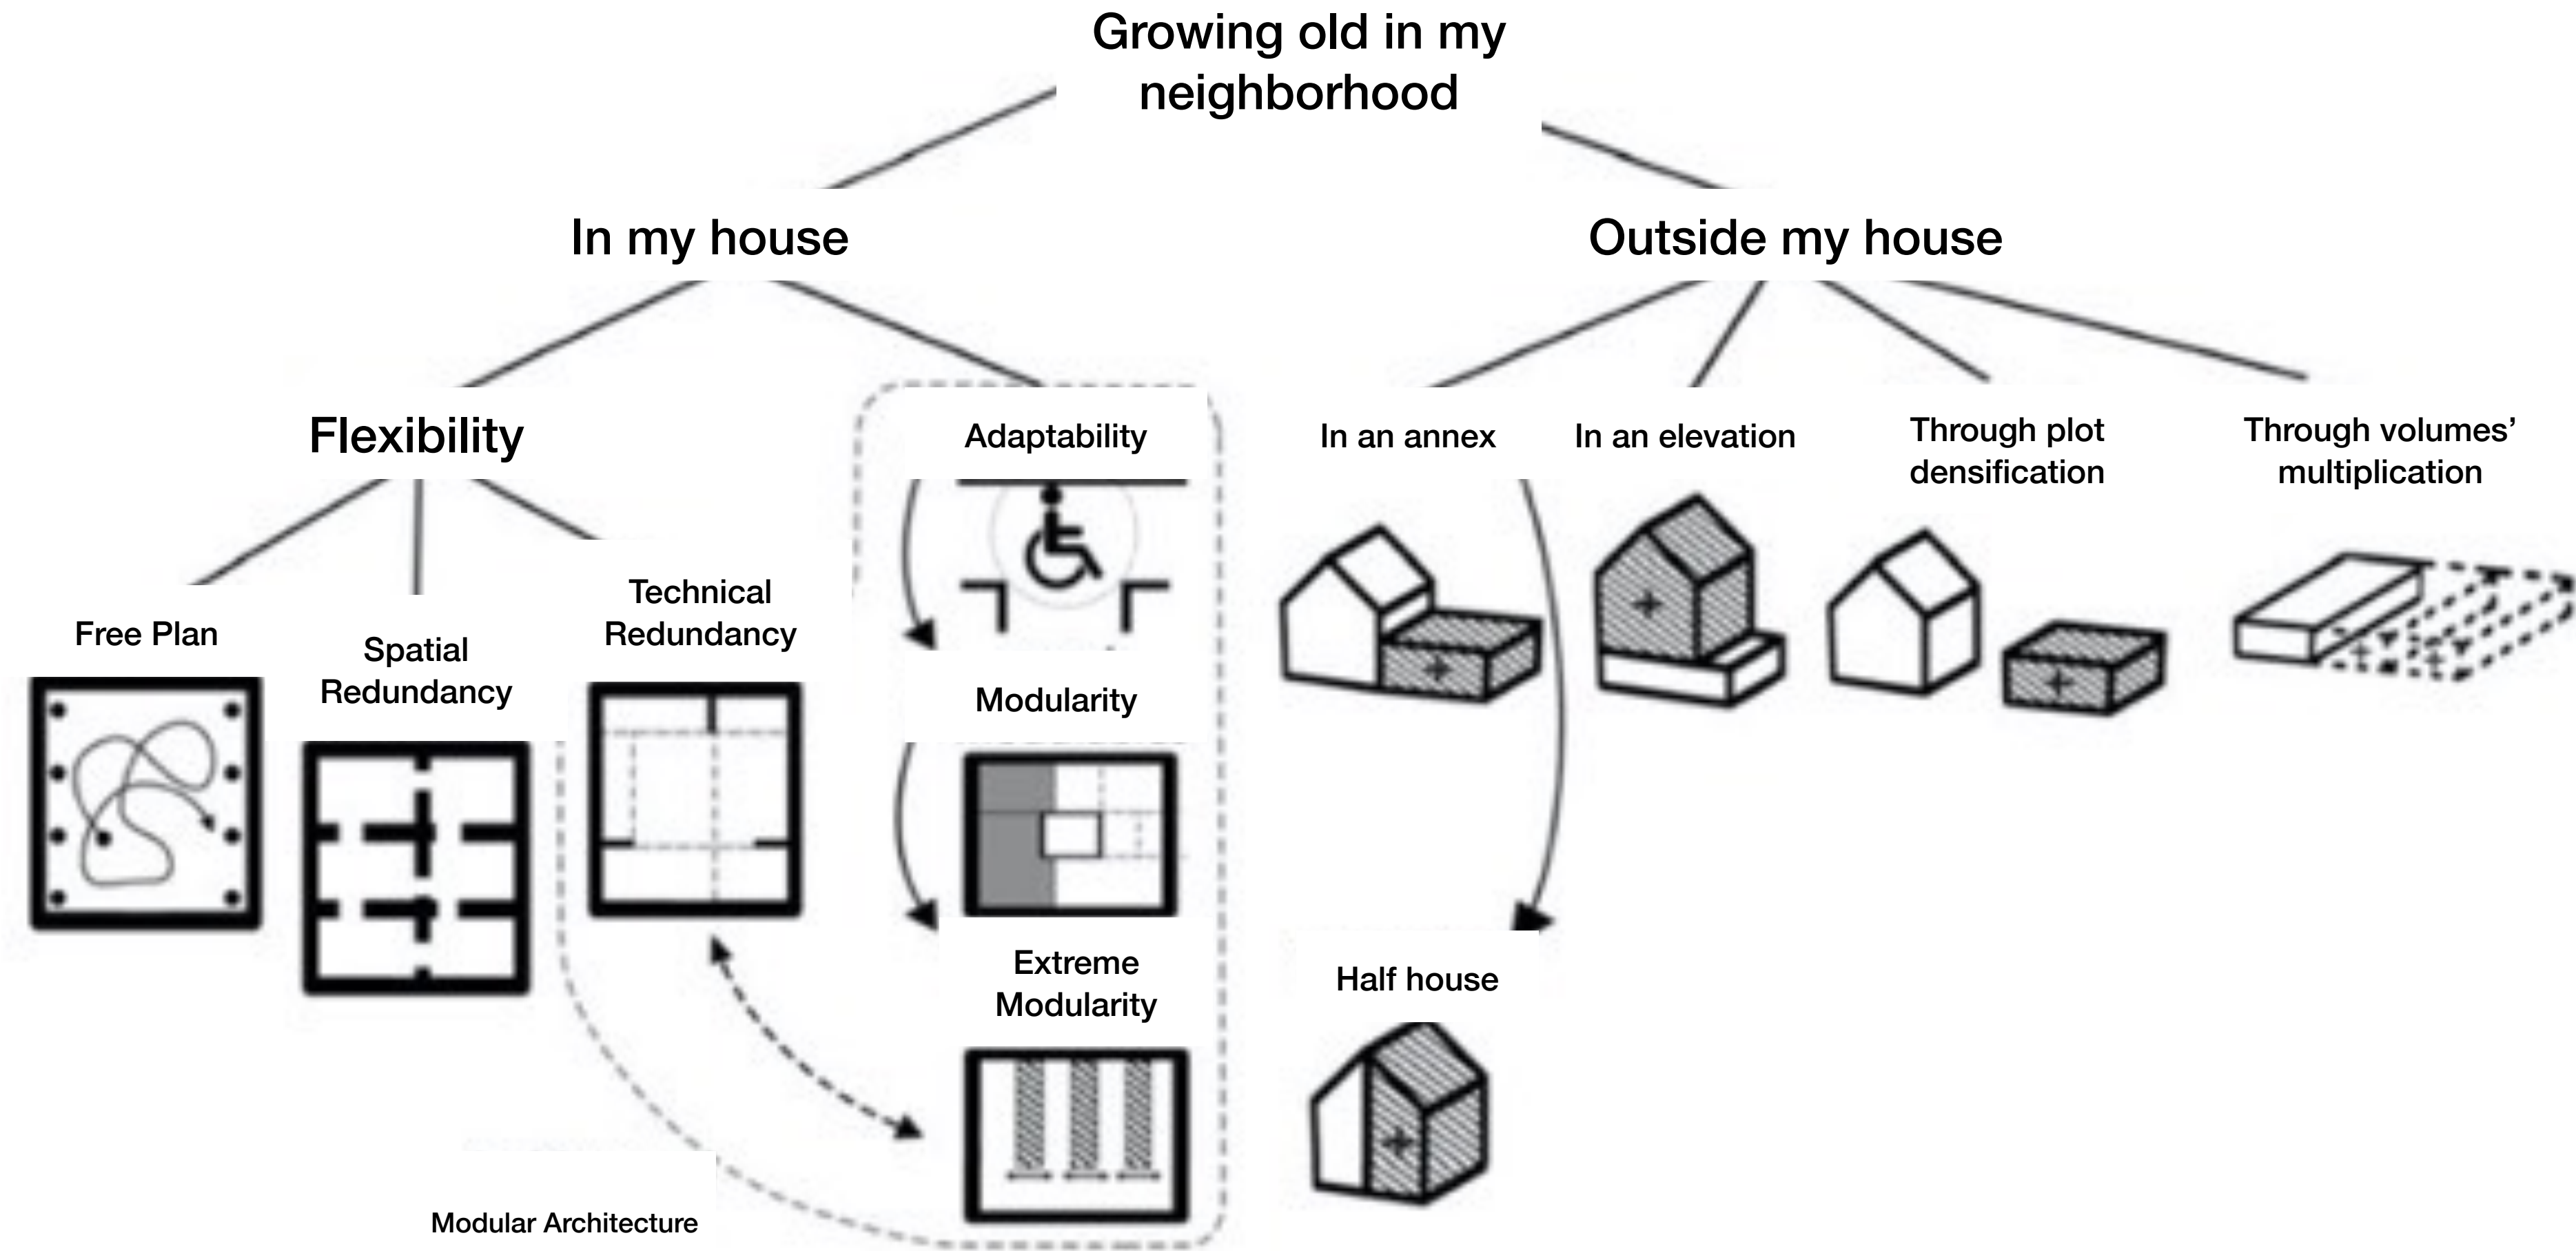 Growing old in my
neighborhood
In my house
Outside my house
Flexibility
Adaptability
In an annex
In an elevation
Through plot
densification
Through volumes’
multiplication
Free Plan
Spatial
Redundancy
Technical
Redundancy
Modularity
Extreme
Modularity
Half house
Modular Architecture